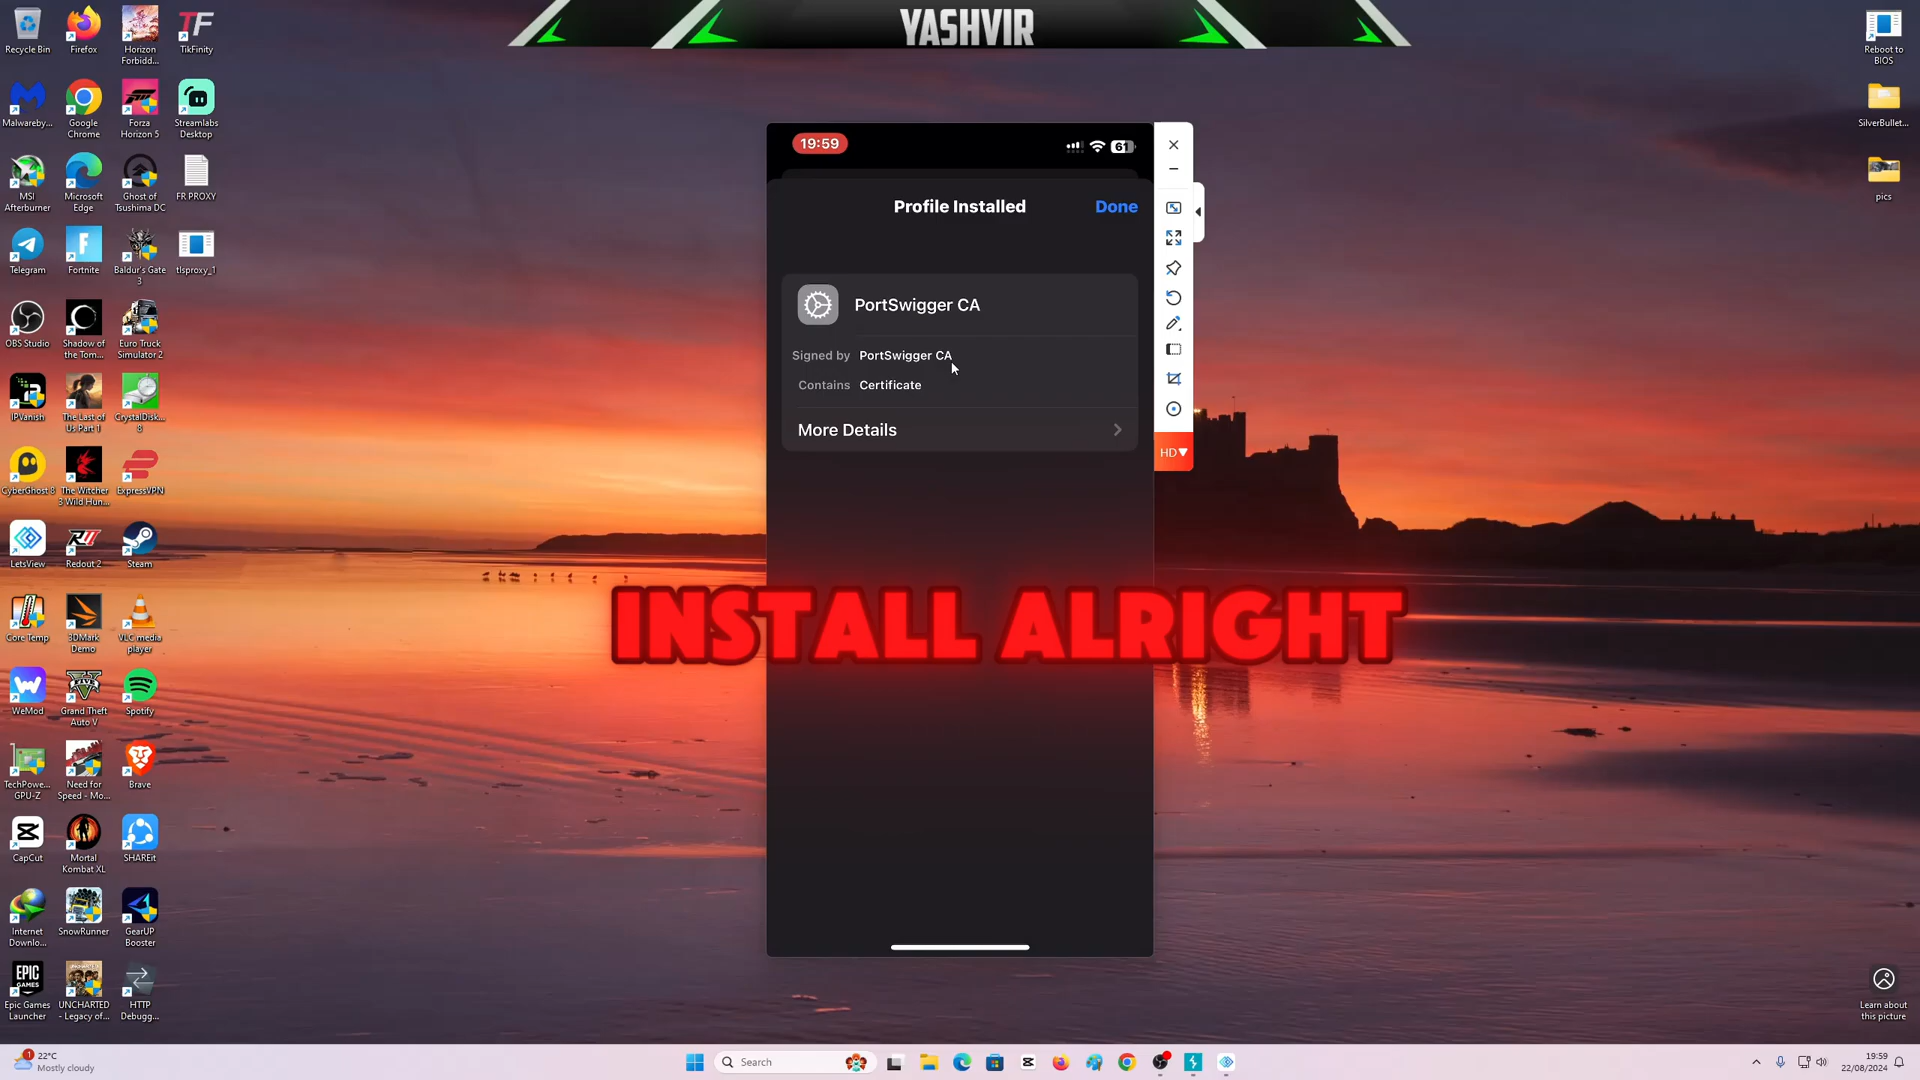 YASHVIR
Recycle Bin
Firefox
Horizon
Forbidd...
TikFinity
Malwareby...
Google
Chrome
Forza
Horizon 5
Streamlabs
Desktop
MSI
Afterburner
Microsoft
Edge
Ghost of
Tsushima DC
FR PROXY
Telegram
Fortnite
Baldur's Gate
3
tlsproxy_1
OBS Studio
Shadow of
the Tom...
Euro Truck
Simulator 2
IPVanish
The Last of
Us Part 1
CrystalDisk...
8
CyberGhost 8
The Witcher
3 Wild Hun...
ExpressVPN
LetsView
Redout 2
Steam
Core Temp
3DMark
Demo
VLC media
player
WeMod
Grand Theft
Auto V
Spotify
TechPowe...
GPU-Z
Need for
Speed - Mo...
Brave
CapCut
Mortal
Kombat XL
SHAREit
Internet
Downlo...
SnowRunner
GearUP
Booster
EPIC
GAMES
Epic Games
Launcher
UNCHARTED
- Legacy of...
HTTP
Debugg...
19:59
61
Profile Installed
Done
PortSwigger CA
Signed by PortSwigger CA
Contains Certificate
More Details
HD
INSTALL ALRIGHT
Reboot to
BIOS
SilverBullet...
pics
Learn about
this picture
1
22°C
Mostly cloudy
Search
19:59
22/08/2024